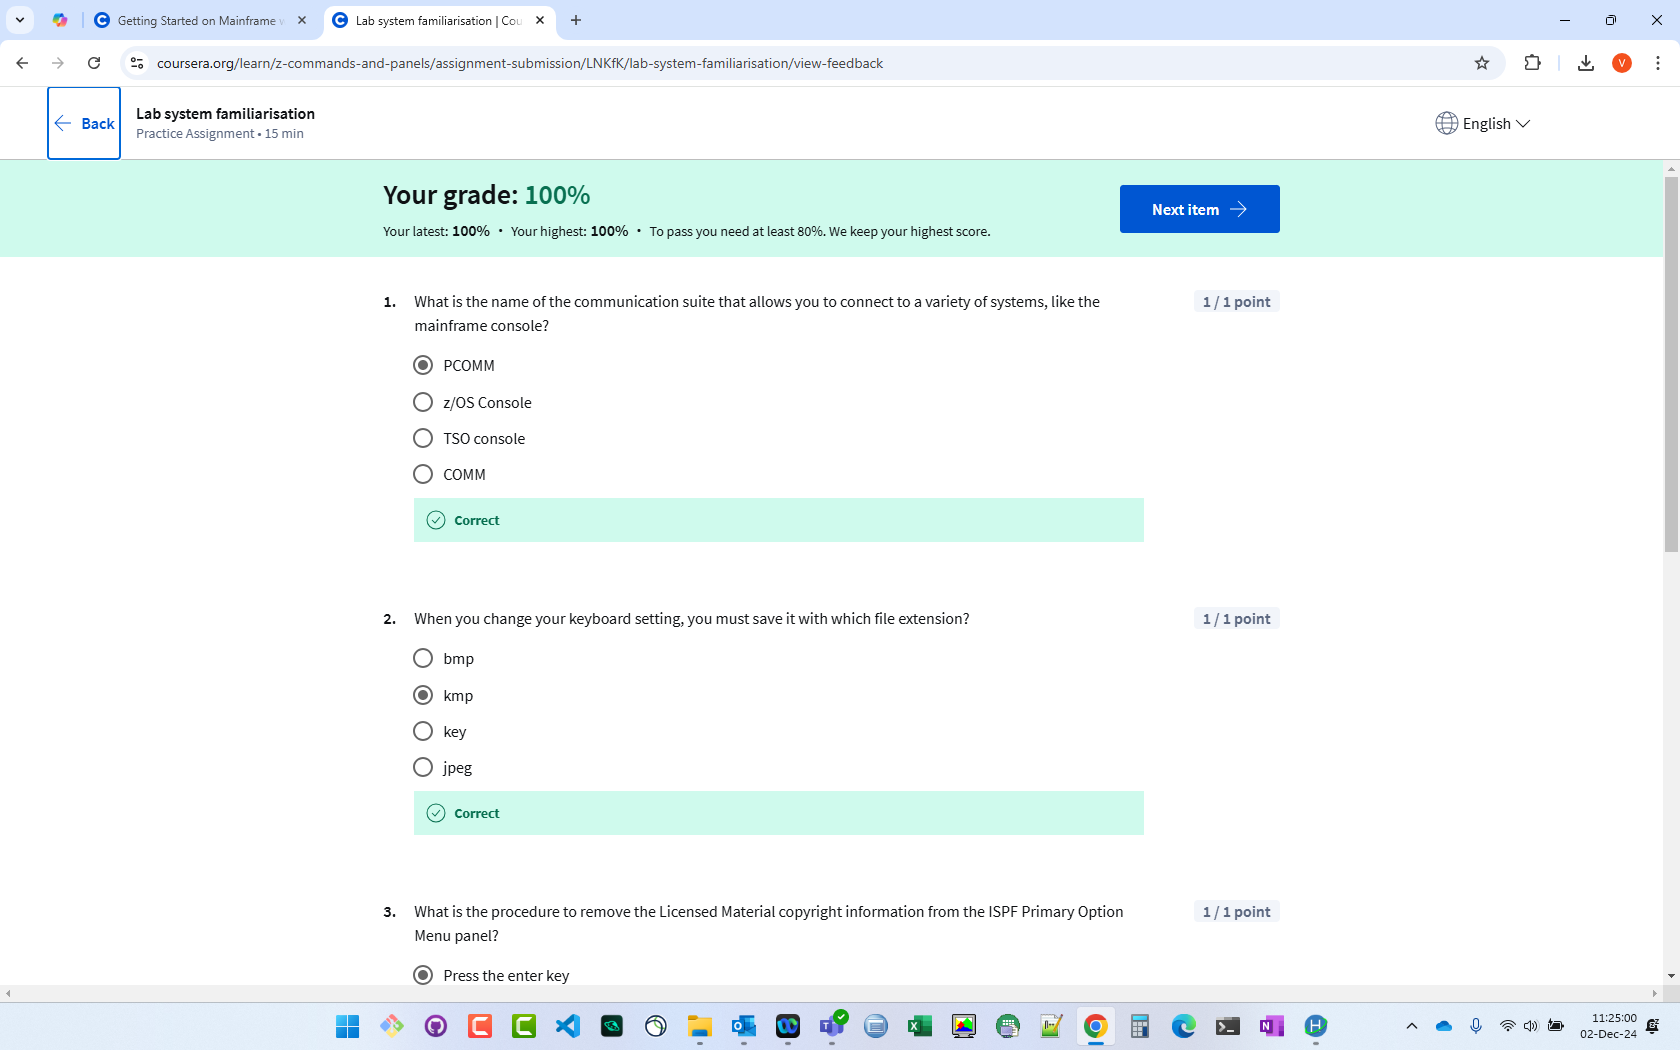 Getting Started on Mainframe
Lab system familiarisation | Cou
coursera.org/learn/z-commands-and-panels/assignment-submission/LNKfK/lab-system-familiarisation/view-feedback
V
Back
Lab system familiarisation
Practice Assignment • 15 min
English
Your grade: 100%
Your latest: 100% • Your highest: 100% • To pass you need at least 80%. We keep your highest score.
Next item
1. What is the name of the communication suite that allows you to connect to a variety of systems, like the
mainframe console?
1 / 1 point
PCOMM
z/OS Console
TSO console
COMM
Correct
2. When you change your keyboard setting, you must save it with which file extension?
1 / 1 point
bmp
kmp
key
jpeg
Correct
3. What is the procedure to remove the Licensed Material copyright information from the ISPF Primary Option
Menu panel?
1 / 1 point
Press the enter key
11:25:00
02-Dec-24